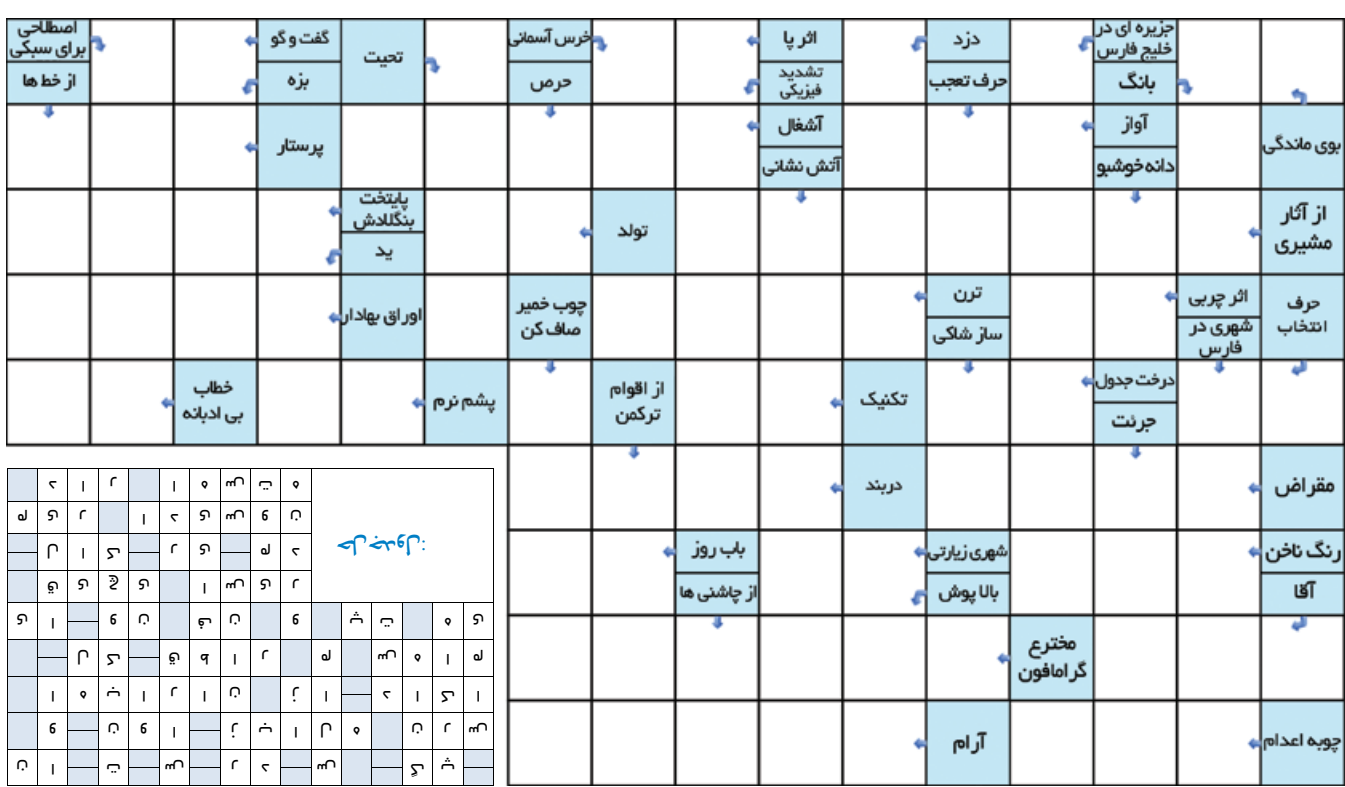 جزیره ای در خلیج فارس
بانگ
دزد
حرف تعجب
اثر پا
تشدید فیزیکی
خرس آسمانی
حرص
تحیت
گفت و گو
بزه
اصطلاحی برای سبکی
از خط ها
بوی ماندگی
آواز
دانه خوشبو
آشغال
آتش نشانی
پرستار
از آثار مشیری
تولد
پایتخت بنگلادش
ید
حرف انتخاب
اثر چربی
شهری در فارس
ترن
ساز شاکی
چوب خمیر صاف کن
اوراق بهادار
درخت جدول
جرئت
تکنیک
از اقوام ترکمن
پشم نرم
خطاب بی ادبانه
مقراض
دربند
رنگ ناخن
آقا
شهری زیارتی
بالا پوش
باب روز
از چاشنی ها
مخترع گرامافون
چوبه اعدام
آرام
حل جدول:
ن ا ت س ر د س گ پ
و ن و ا ز ب ا ل ه ن ر س
ا ه ب ا ر ا ن ز ا د ا ک ا
ل ک ق ط ا ر م س ه ا م
ی ا و ن ف ن و پ ت ه ی
ق ی چ ی ا س ی ر
ل ا ک ر ی م د
م ی ر ا د ی س و ن
د ا ر ا ه س ت ه